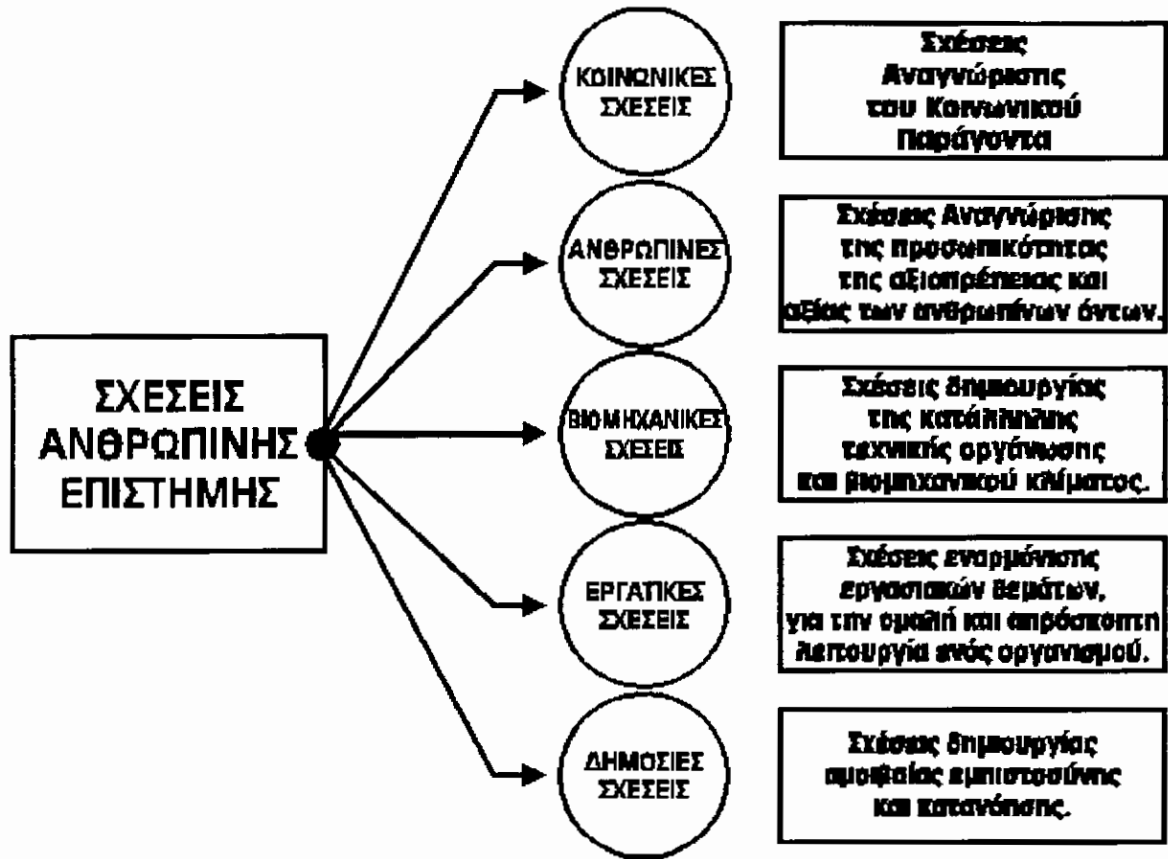 ΣΧΕΣΕΙΣ
ΑΝΘΡΩΠΙΝΗΣ
ΕΠΙΣΤΗΜΗΣ
ΚΟΙΝΩΝΙΚΕΣ
ΣΧΕΣΕΙΣ
Σχέσεις
Αναγνώρισης
του Κοινωνικού
Παράγοντα
ΑΝΘΡΩΠΙΝΕΣ
ΣΧΕΣΕΙΣ
Σχέσεις Αναγνώρισης
της προσωπικότητας
της αξιοπρέπειας και
αξίας των ανθρωπίνων όντων.
ΒΙΟΜΗΧΑΝΙΚΕΣ
ΣΧΕΣΕΙΣ
Σχέσεις δημιουργίας
της κατάλληλης
τεχνικής οργάνωσης
και βιομηχανικού κλίματος.
ΕΡΓΑΤΙΚΕΣ
ΣΧΕΣΕΙΣ
Σχέσεις εναρμόνισης
εργασιακών θεμάτων,
για την ομαλή και απρόσκοπτη
λειτουργία ενός οργανισμού.
ΔΗΜΟΣΙΕΣ
ΣΧΕΣΕΙΣ
Σχέσεις δημιουργίας
αμοιβαίας εμπιστοσύνης
και κατανόησης.